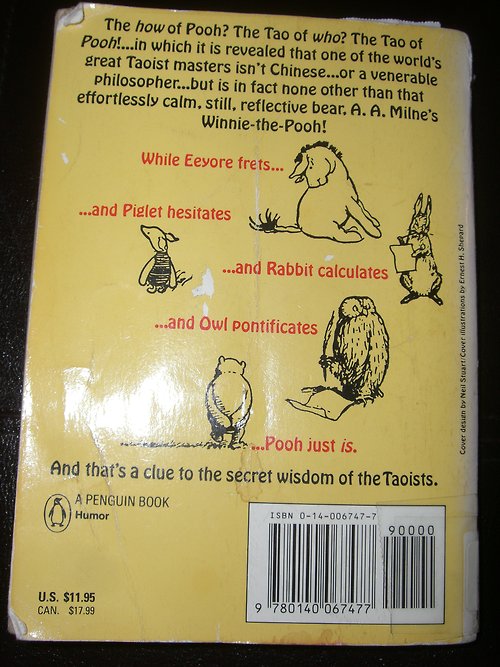 The how of Pooh? The Tao of who? The Tao of
Pooh!...in which it is revealed that one of the world's
great Taoist masters isn't Chinese...or a venerable
philosopher...but is in fact none other than that
effortlessly calm, still, reflective bear, A. A. Milne's
Winnie-the-Pooh!
While Eeyore frets...
...and Piglet hesitates
...and Rabbit calculates
...and Owl pontificates
...Pooh just is.
And that's a clue to the secret wisdom of the Taoists.
Cover design by Neil Stuart/Cover illustrations by Ernest H. Shepard
A PENGUIN BOOK
Humor
U.S. $11.95
CAN. $17.99
ISBN 0-14-006747-7
90000
9 780140 067477